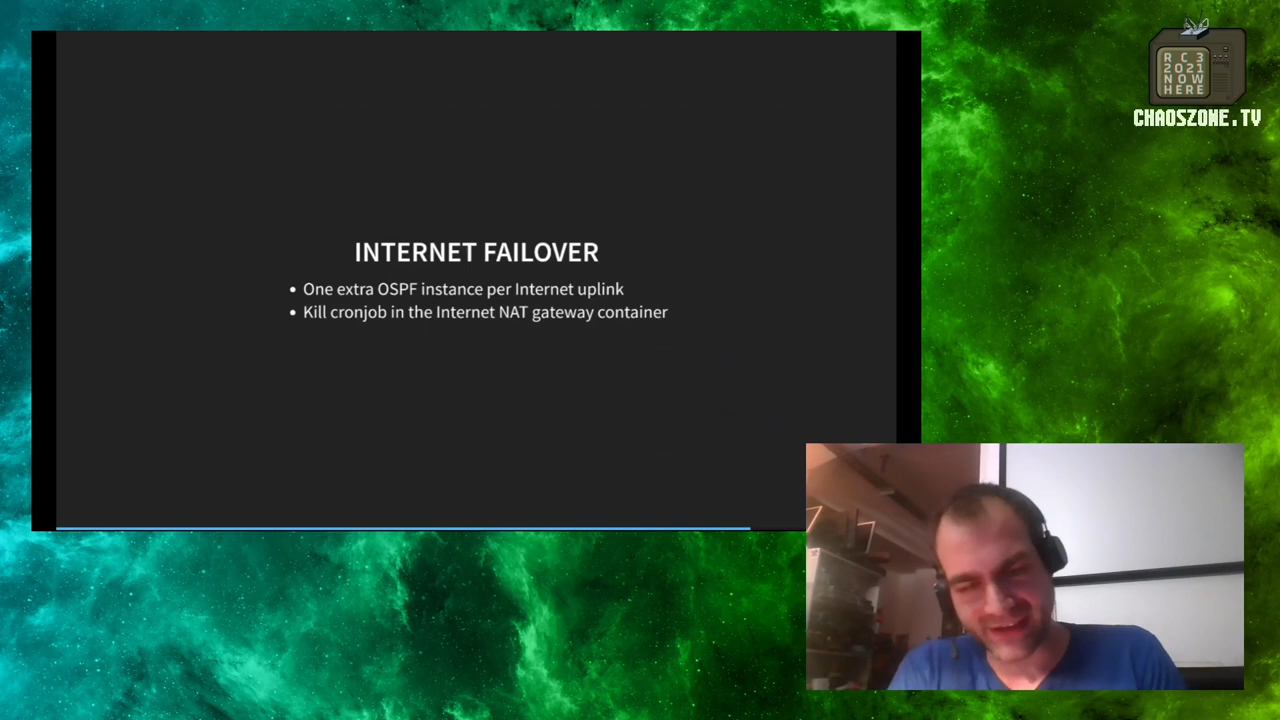 INTERNET FAILOVER
• One extra OSPF instance per Internet uplink
• Kill cronjob in the Internet NAT gateway container
R C 3
2021
NOW
HERE
CHAOSZONE.TV